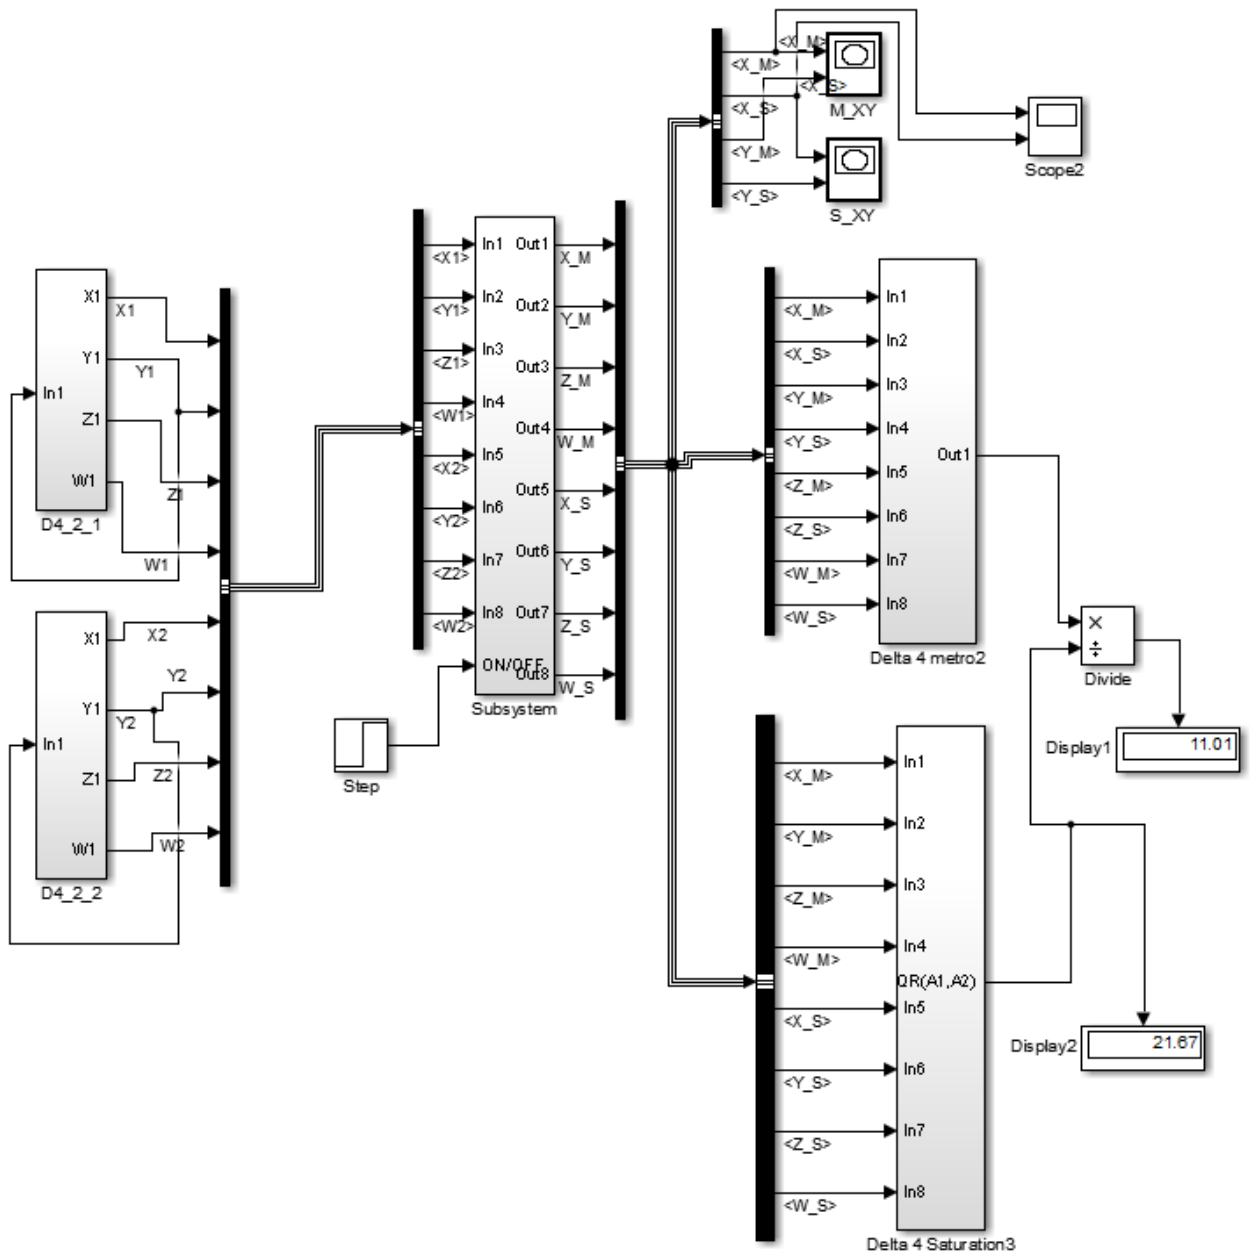 X1
Y1
Z1
W1
In1
D4_2_1
X1
Y1
Z1
W1
X1
Y1
Z1
W1
In1
D4_2_2
X2
Y2
Y2
Z2
W2
<X1>
<Y1>
<Z1>
<W1>
<X2>
<Y2>
<Z2>
<W2>
In1
In2
In3
In4
In5
In6
In7
In8
ON/OFF
Out1
Out2
Out3
Out4
Out5
Out6
Out7
Out8
Subsystem
Step
X_M
Y_M
Z_M
W_M
X_S
Y_S
Z_S
W_S
<X_M>
<X_M>
<X_S>
<X_S>
<Y_M>
<Y_S>
M_XY
S_XY
Scope2
<X_M>
<X_S>
<Y_M>
<Y_S>
<Z_M>
<Z_S>
<W_M>
<W_S>
In1
In2
In3
In4
In5
In6
In7
In8
Out1
Delta 4 metro2
×
÷
Divide
Display1
11.01
<X_M>
<Y_M>
<Z_M>
<W_M>
<X_S>
<Y_S>
<Z_S>
<W_S>
In1
In2
In3
In4
QR(A1,A2)
In5
In6
In7
In8
Delta 4 Saturation3
Display2
21.67